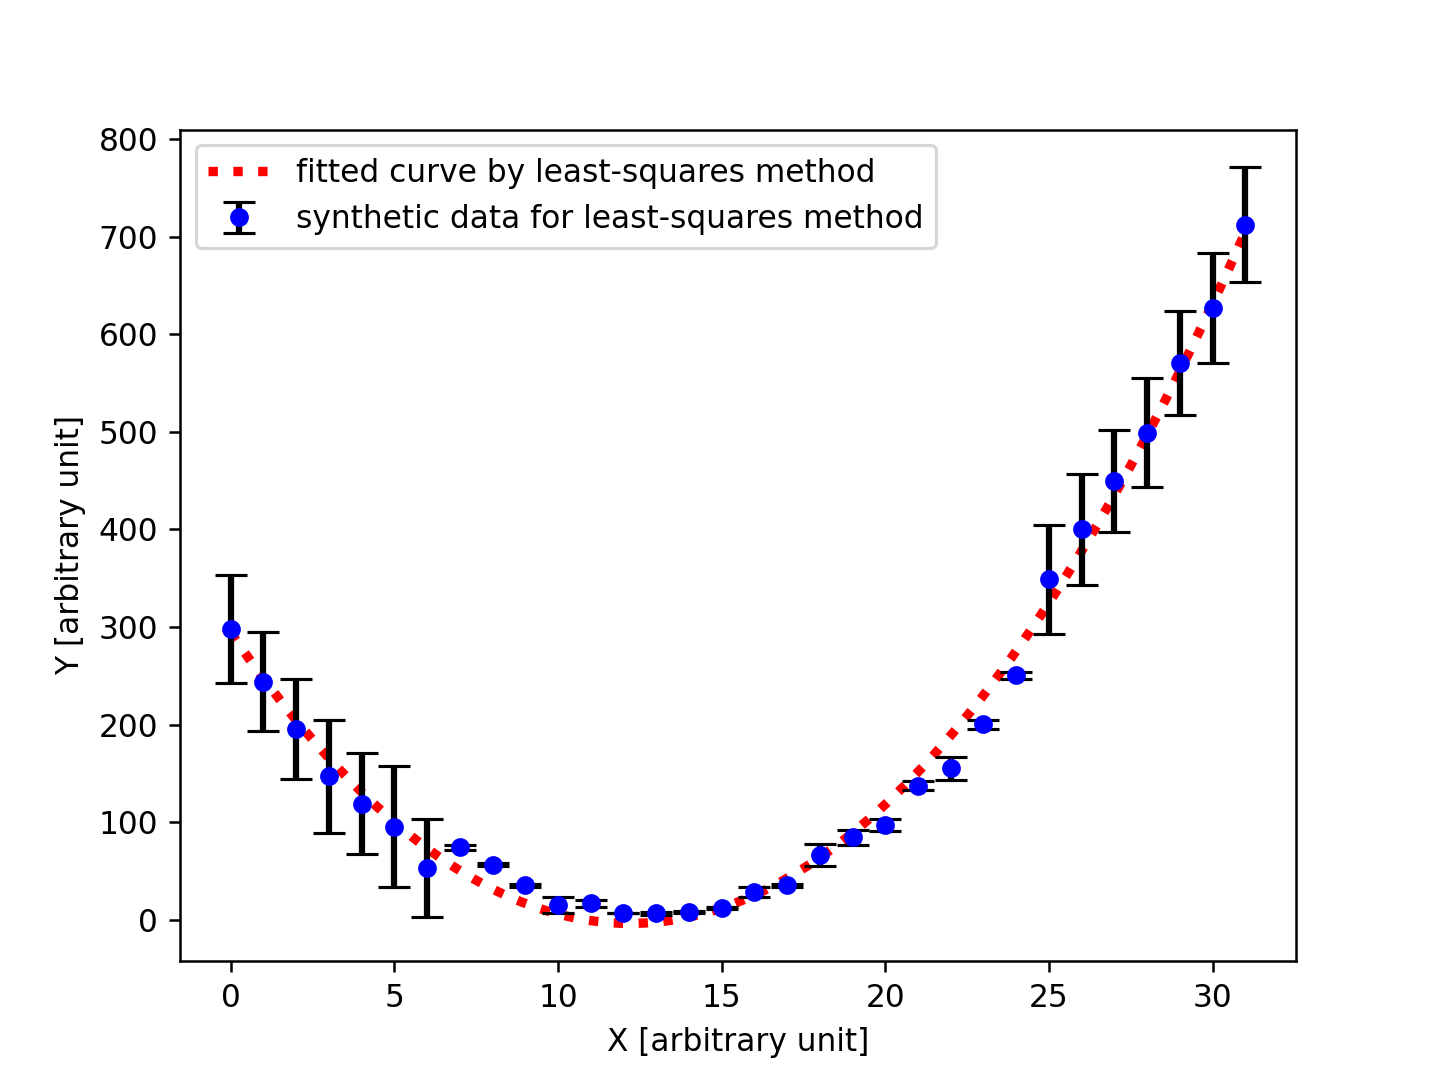 fitted curve by least-squares method
synthetic data for least-squares method
800
700
600
500
400
300
200
100
0
Y [arbitrary unit]
0 5 10 15 20 25 30
X [arbitrary unit]